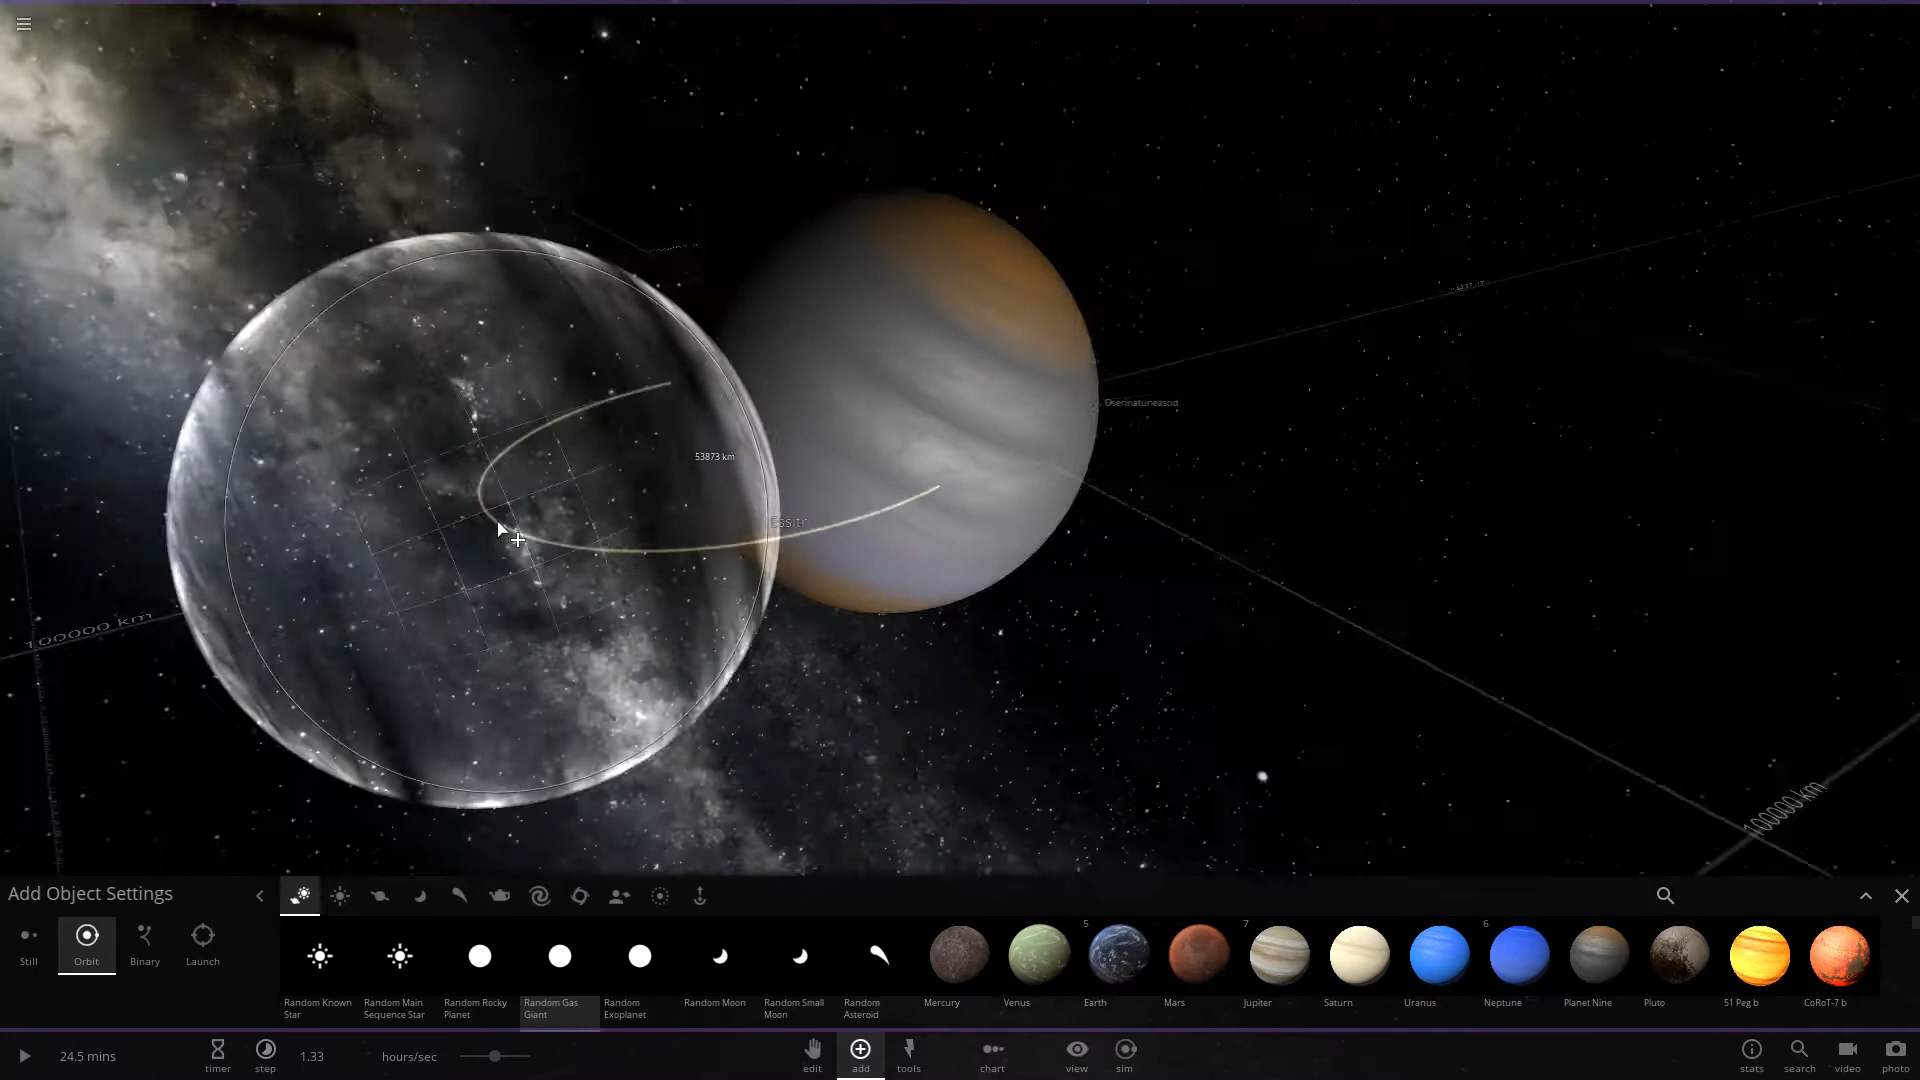 Oserinatuneascid
53873 km
Essitr
100000 km
100000 km
Add Object Settings
Still
Orbit
Binary
Launch
5
7
6
Random Known Star
Random Main Sequence Star
Random Rocky Planet
Random Gas Giant
Random Exoplanet
Random Moon
Random Small Moon
Random Asteroid
Mercury
Venus
Earth
Mars
Jupiter
Saturn
Uranus
Neptune
Planet Nine
Pluto
51 Peg b
CoRoT-7 b
24.5 mins
timer
step
1.33
hours/sec
edit
add
tools
chart
view
sim
stats
search
video
photo